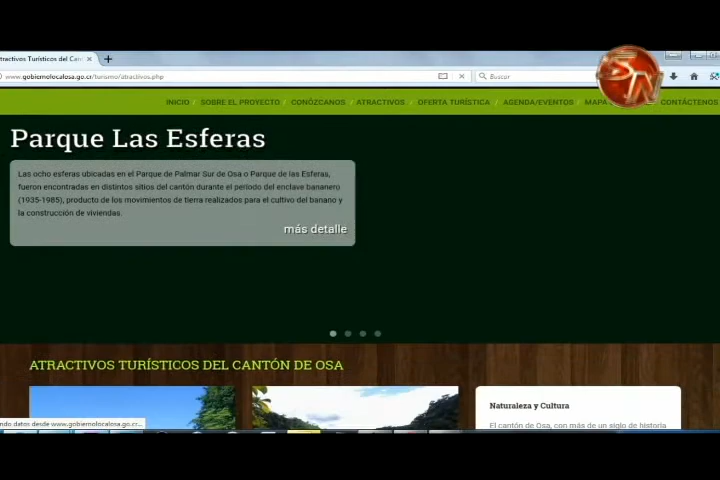 atractivos Turísticos del Can
www.gobiernolocalosa.go.cr/turismo/atractivos.php
Buscar
SN
INICIO / SOBRE EL PROYECTO / CONÓZCANOS / ATRACTIVOS / OFERTA TURÍSTICA / AGENDA/EVENTOS / MAPA CONTÁCTENOS
Parque Las Esferas
Las ocho esferas ubicadas en el Parque de Palmar Sur de Osa o Parque de las Esferas,
fueron encontradas en distintos sitios del cantón durante el período del enclave bananero
(1935-1985), producto de los movimientos de tierra realizados para el cultivo del banano y
la construcción de viviendas.
más detalle
ATRACTIVOS TURÍSTICOS DEL CANTÓN DE OSA
Naturaleza y Cultura
El cantón de Osa, con más de un siglo de historia
ndo datos desde www.gobiernolocalosa.go.cr...